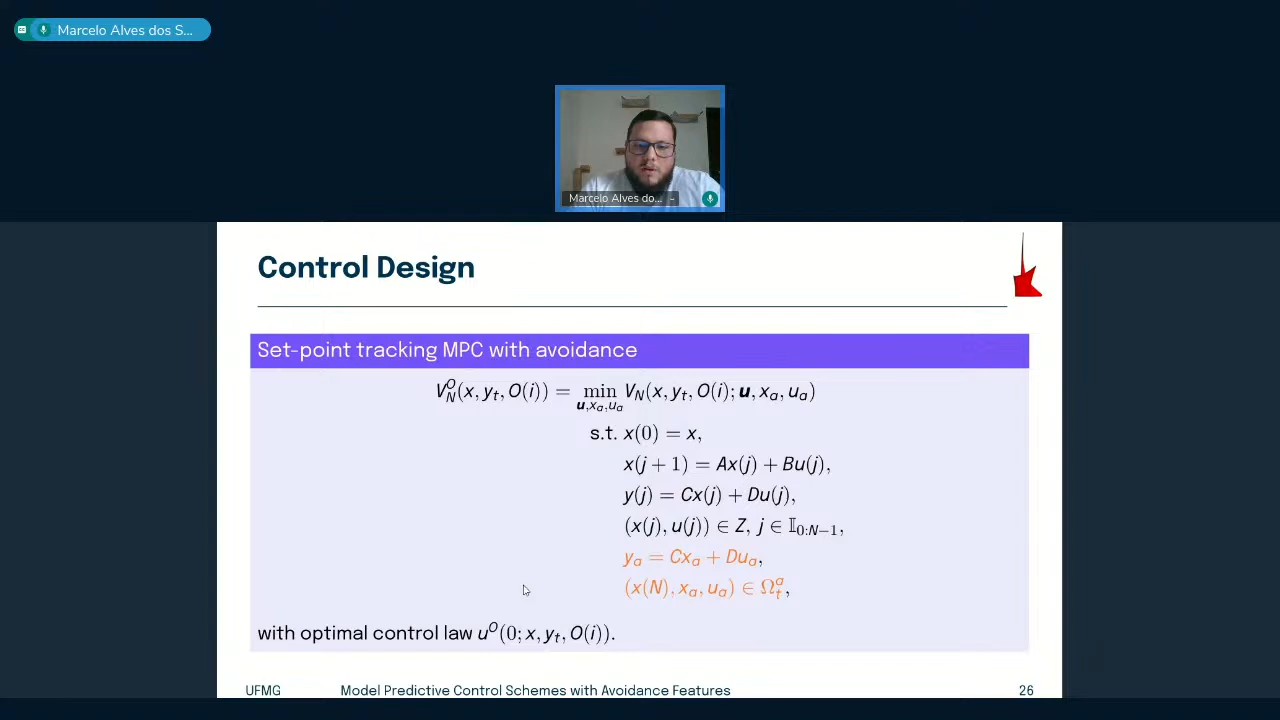 Marcelo Alves dos S...
Marcelo Alves do...
Control Design
Set-point tracking MPC with avoidance
V_N^O(x, y_t, O(i)) = min_{u,x_a,u_a} V_N(x, y_t, O(i); u, x_a, u_a)
s.t. x(0) = x,
x(j + 1) = Ax(j) + Bu(j),
y(j) = Cx(j) + Du(j),
(x(j), u(j)) ∈ Z, j ∈ 𝕀_{0:N−1},
y_a = Cx_a + Du_a,
(x(N), x_a, u_a) ∈ Ω_t^a,
with optimal control law u^O(0; x, y_t, O(i)).
UFMG Model Predictive Control Schemes with Avoidance Features 26